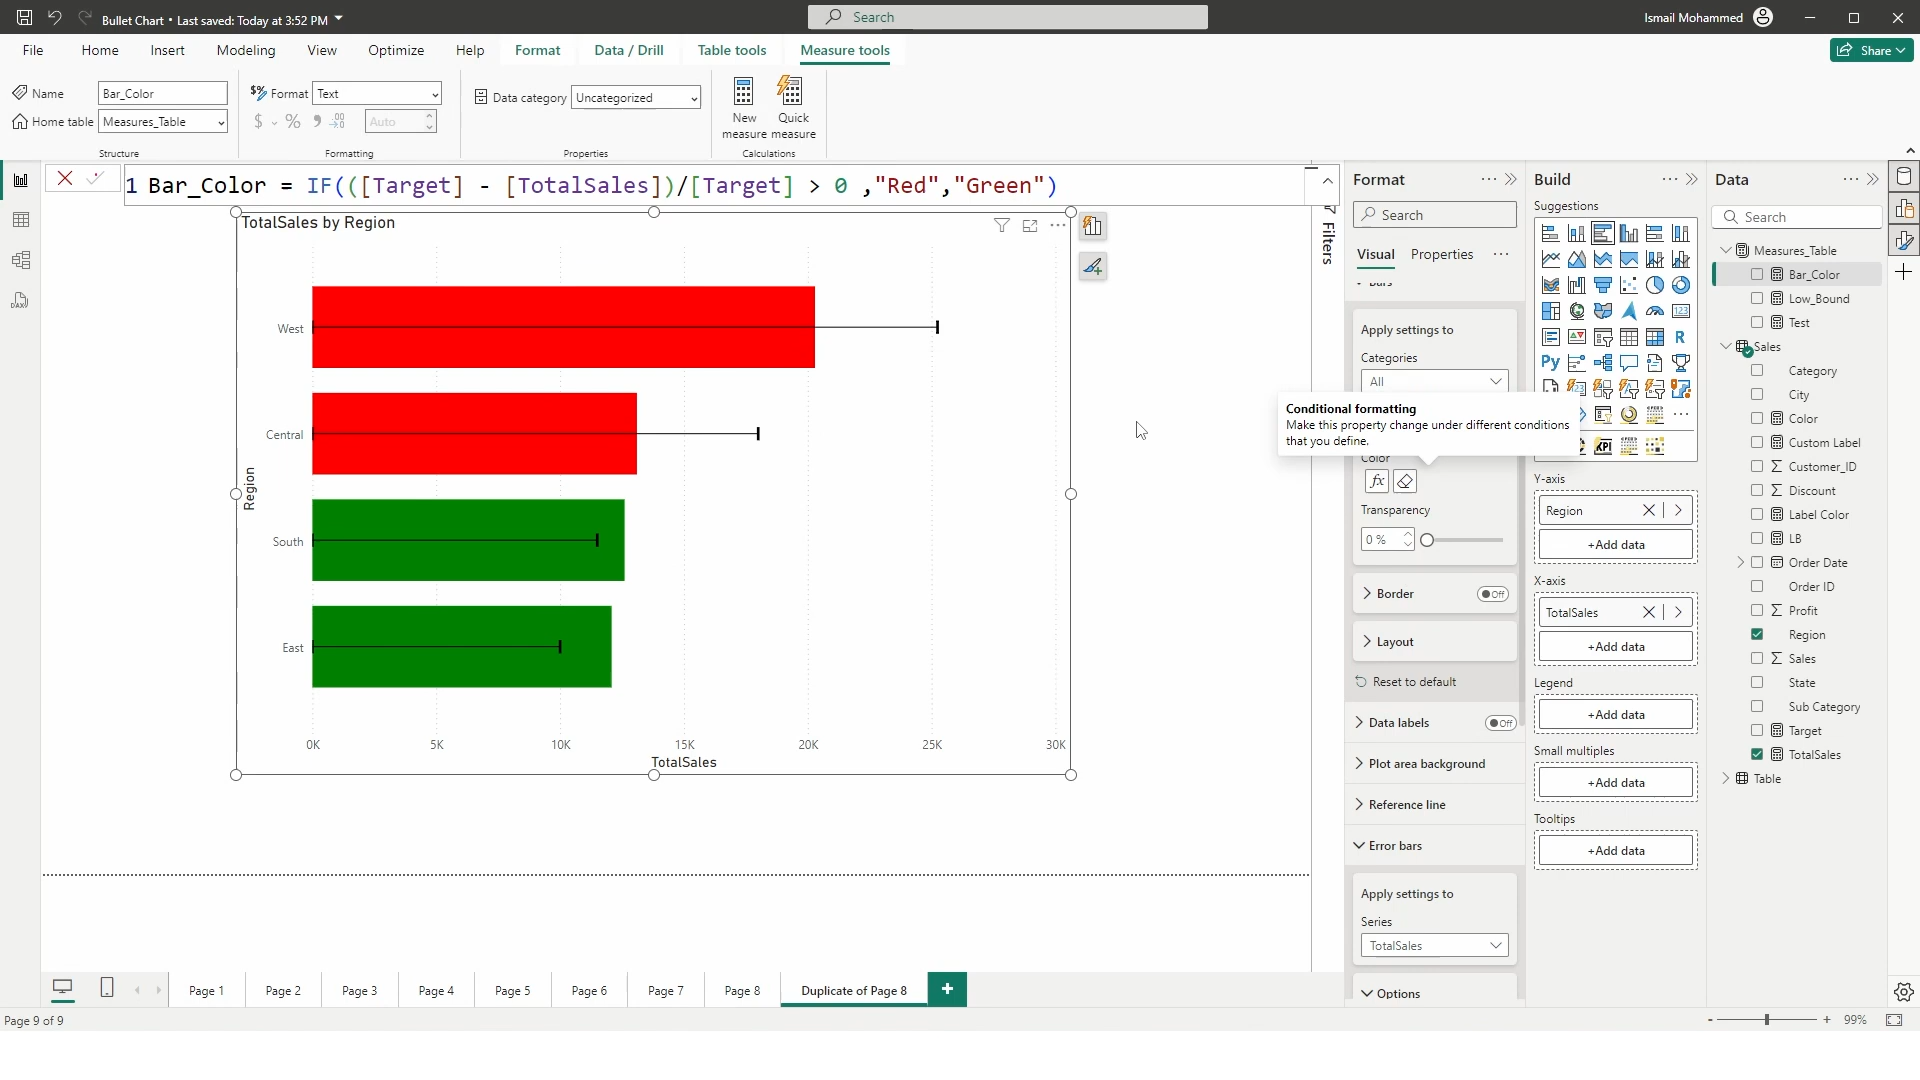 Bullet Chart • Last saved: Today at 3:52 PM
Search
Ismail Mohammed
File
Home
Insert
Modeling
View
Optimize
Help
Format
Data / Drill
Table tools
Measure tools
Share
Name
Bar_Color
Home table
Measures_Table
Structure
Format
Text
$
%
Auto
Formatting
Data category
Uncategorized
Properties
New measure
Quick measure
Calculations
1 Bar_Color = IF(([Target] - [TotalSales])/[Target] > 0 ,"Red","Green")
TotalSales by Region
West
Central
South
East
Region
0K
5K
10K
15K
20K
25K
30K
TotalSales
Filters
Format
Search
Visual
Properties
Bars
Apply settings to
Categories
All
Conditional formatting
Make this property change under different conditions
that you define.
Color
fx
Transparency
0 %
Border
Off
Layout
Reset to default
Data labels
Off
Plot area background
Reference line
Error bars
Apply settings to
Series
TotalSales
Options
Build
Suggestions
R
Py
123
KPI
Y-axis
Region
+Add data
X-axis
TotalSales
+Add data
Legend
+Add data
Small multiples
+Add data
Tooltips
+Add data
Data
Search
Measures_Table
Bar_Color
Low_Bound
Test
Sales
Category
City
Color
Custom Label
Customer_ID
Discount
Label Color
LB
Order Date
Order ID
Profit
Region
Sales
State
Sub Category
Target
TotalSales
Table
Page 1
Page 2
Page 3
Page 4
Page 5
Page 6
Page 7
Page 8
Duplicate of Page 8
+
Page 9 of 9
- + 99%